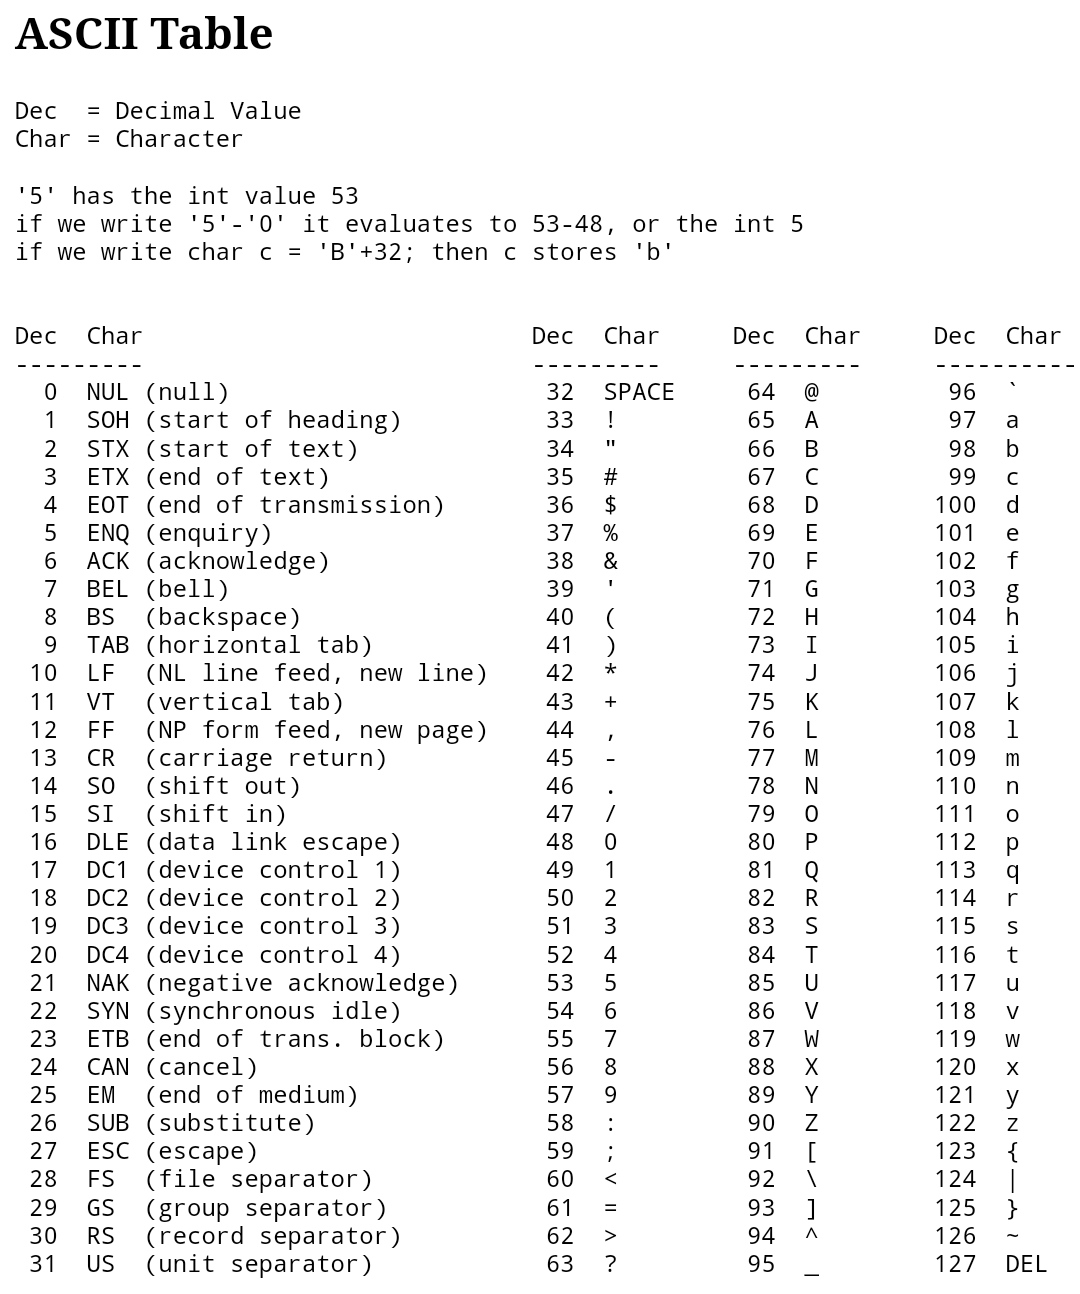 ASCII Table
Dec  = Decimal Value
Char = Character
'5' has the int value 53
if we write '5'-'0' it evaluates to 53-48, or the int 5
if we write char c = 'B'+32; then c stores 'b'
Dec  Char                           Dec  Char     Dec  Char     Dec  Char
---------                           ---------     ---------     ----------
  0  NUL (null)                      32  SPACE     64  @         96  `
  1  SOH (start of heading)          33  !         65  A         97  a
  2  STX (start of text)             34  "         66  B         98  b
  3  ETX (end of text)               35  #         67  C         99  c
  4  EOT (end of transmission)       36  $         68  D        100  d
  5  ENQ (enquiry)                   37  %         69  E        101  e
  6  ACK (acknowledge)               38  &         70  F        102  f
  7  BEL (bell)                      39  '         71  G        103  g
  8  BS  (backspace)                 40  (         72  H        104  h
  9  TAB (horizontal tab)            41  )         73  I        105  i
 10  LF  (NL line feed, new line)    42  *         74  J        106  j
 11  VT  (vertical tab)              43  +         75  K        107  k
 12  FF  (NP form feed, new page)    44  ,         76  L        108  l
 13  CR  (carriage return)           45  -         77  M        109  m
 14  SO  (shift out)                 46  .         78  N        110  n
 15  SI  (shift in)                  47  /         79  O        111  o
 16  DLE (data link escape)          48  0         80  P        112  p
 17  DC1 (device control 1)          49  1         81  Q        113  q
 18  DC2 (device control 2)          50  2         82  R        114  r
 19  DC3 (device control 3)          51  3         83  S        115  s
 20  DC4 (device control 4)          52  4         84  T        116  t
 21  NAK (negative acknowledge)      53  5         85  U        117  u
 22  SYN (synchronous idle)          54  6         86  V        118  v
 23  ETB (end of trans. block)       55  7         87  W        119  w
 24  CAN (cancel)                    56  8         88  X        120  x
 25  EM  (end of medium)             57  9         89  Y        121  y
 26  SUB (substitute)                58  :         90  Z        122  z
 27  ESC (escape)                    59  ;         91  [        123  {
 28  FS  (file separator)            60  <         92  \        124  |
 29  GS  (group separator)           61  =         93  ]        125  }
 30  RS  (record separator)          62  >         94  ^        126  ~
 31  US  (unit separator)            63  ?         95  _        127  DEL